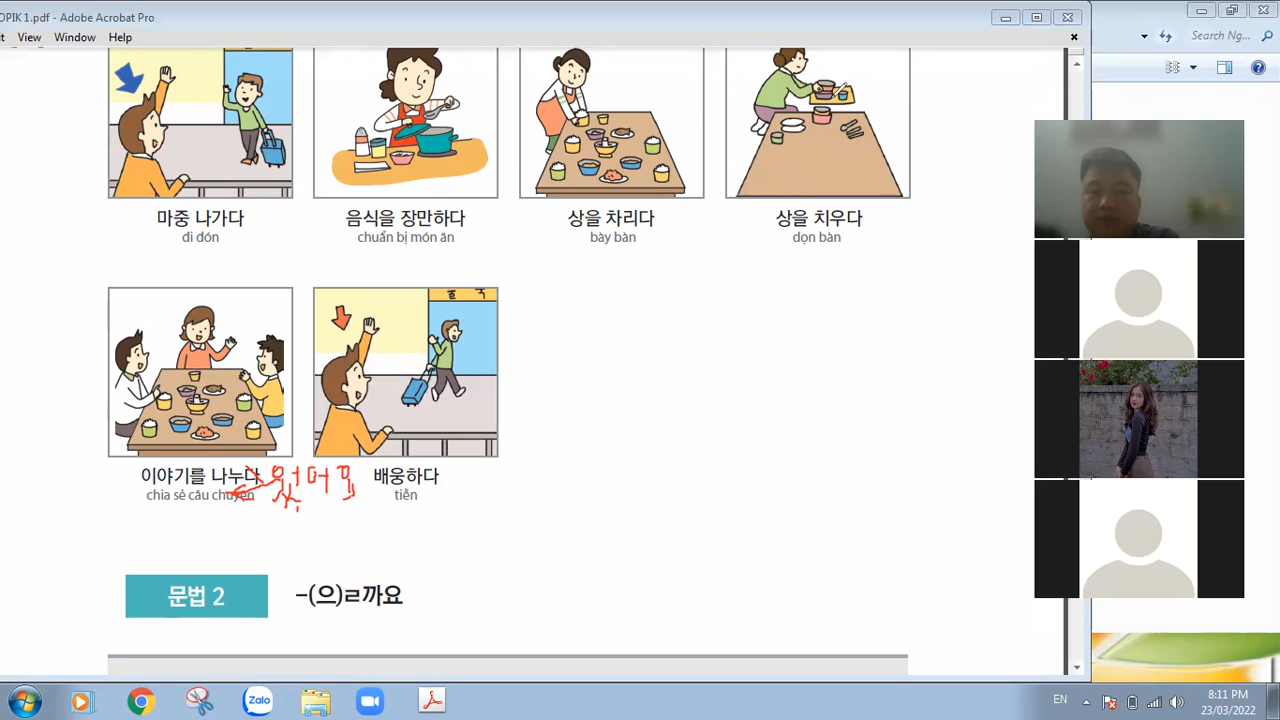 OPIK 1.pdf - Adobe Acrobat Pro
t View Window Help
Search Ng...
마중 나가다 음식을 장만하다 상을 차리다 상을 치우다
đi đón chuẩn bị món ăn bày bàn dọn bàn
이야기를 나누다 배웅하다
chia sẻ câu chuyện tiễn
문법 2 -(으)ㄹ까요
Zalo
EN
8:11 PM
23/03/2022